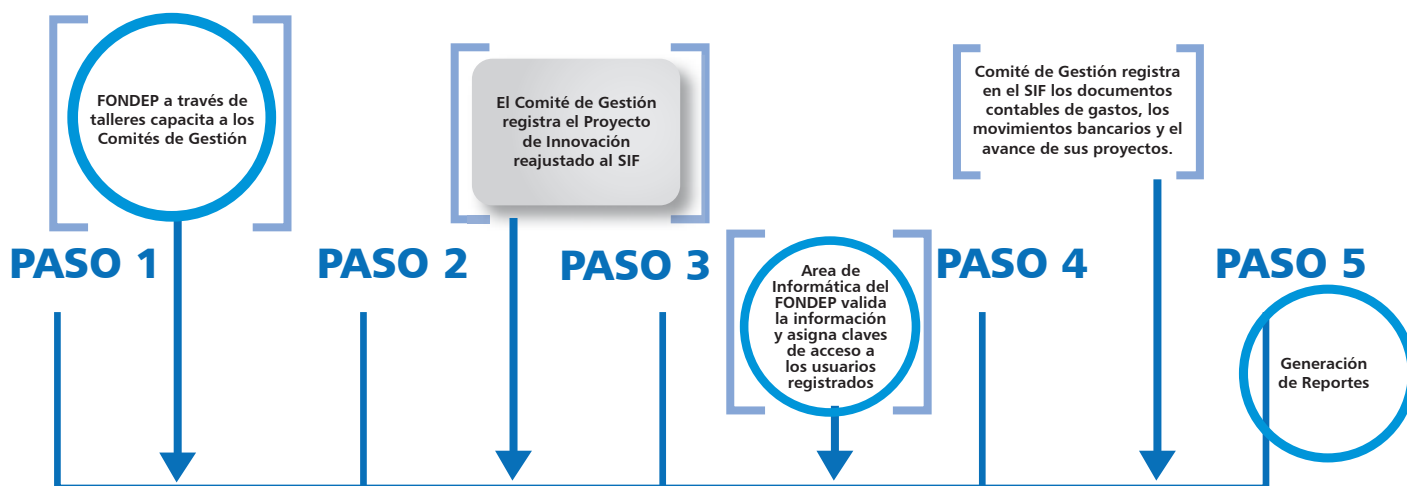 PASO 1
FONDEP a través de
talleres capacita a los
Comités de Gestión
PASO 2
El Comité de Gestión
registra el Proyecto
de Innovación
reajustado al SIF
PASO 3
Area de
Informática del
FONDEP valida
la información
y asigna claves
de acceso a
los usuarios
registrados
PASO 4
Comité de Gestión registra
en el SIF los documentos
contables de gastos, los
movimientos bancarios y el
avance de sus proyectos.
PASO 5
Generación
de Reportes